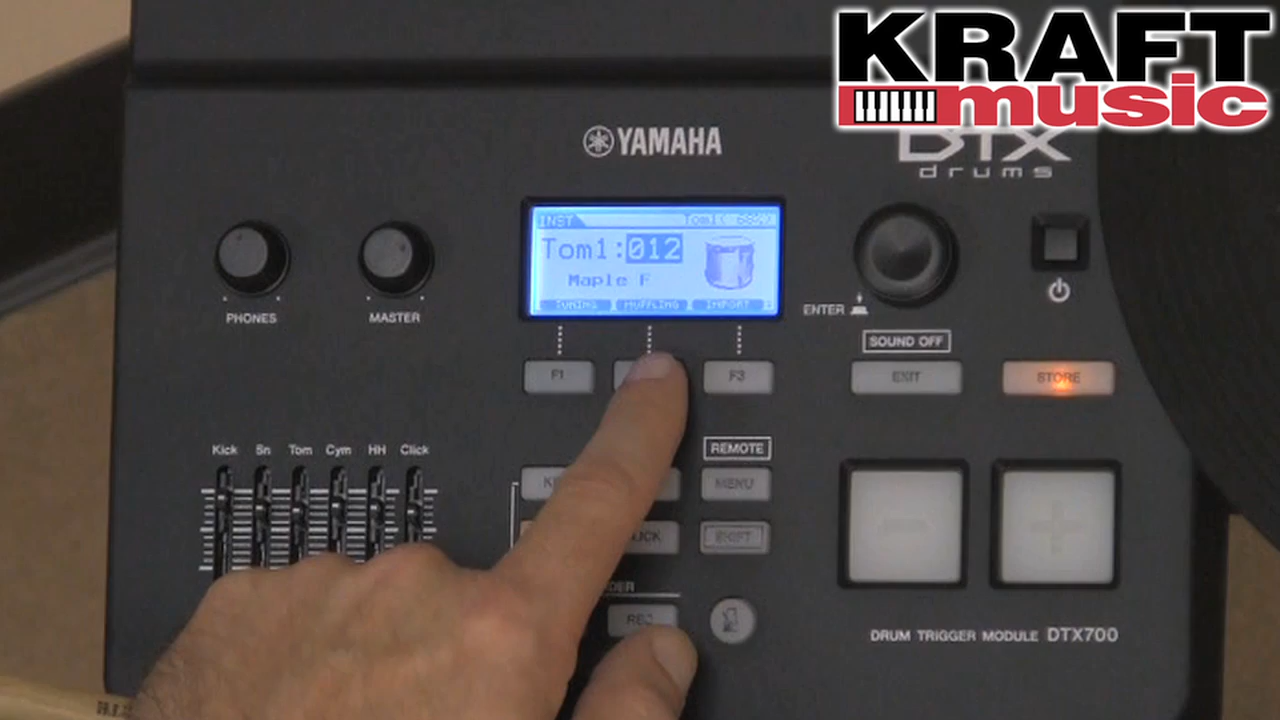 KRAFT
music
YAMAHA
DTX
drums
INST
Tom1:012
Maple F
TUNING MUFFLING IMPORT
PHONES
MASTER
ENTER
SOUND OFF
F1
F3
EXIT
STORE
Kick Sn Tom Cym HH Click
REMOTE
MENU
SHIFT
REC
DRUM TRIGGER MODULE DTX700